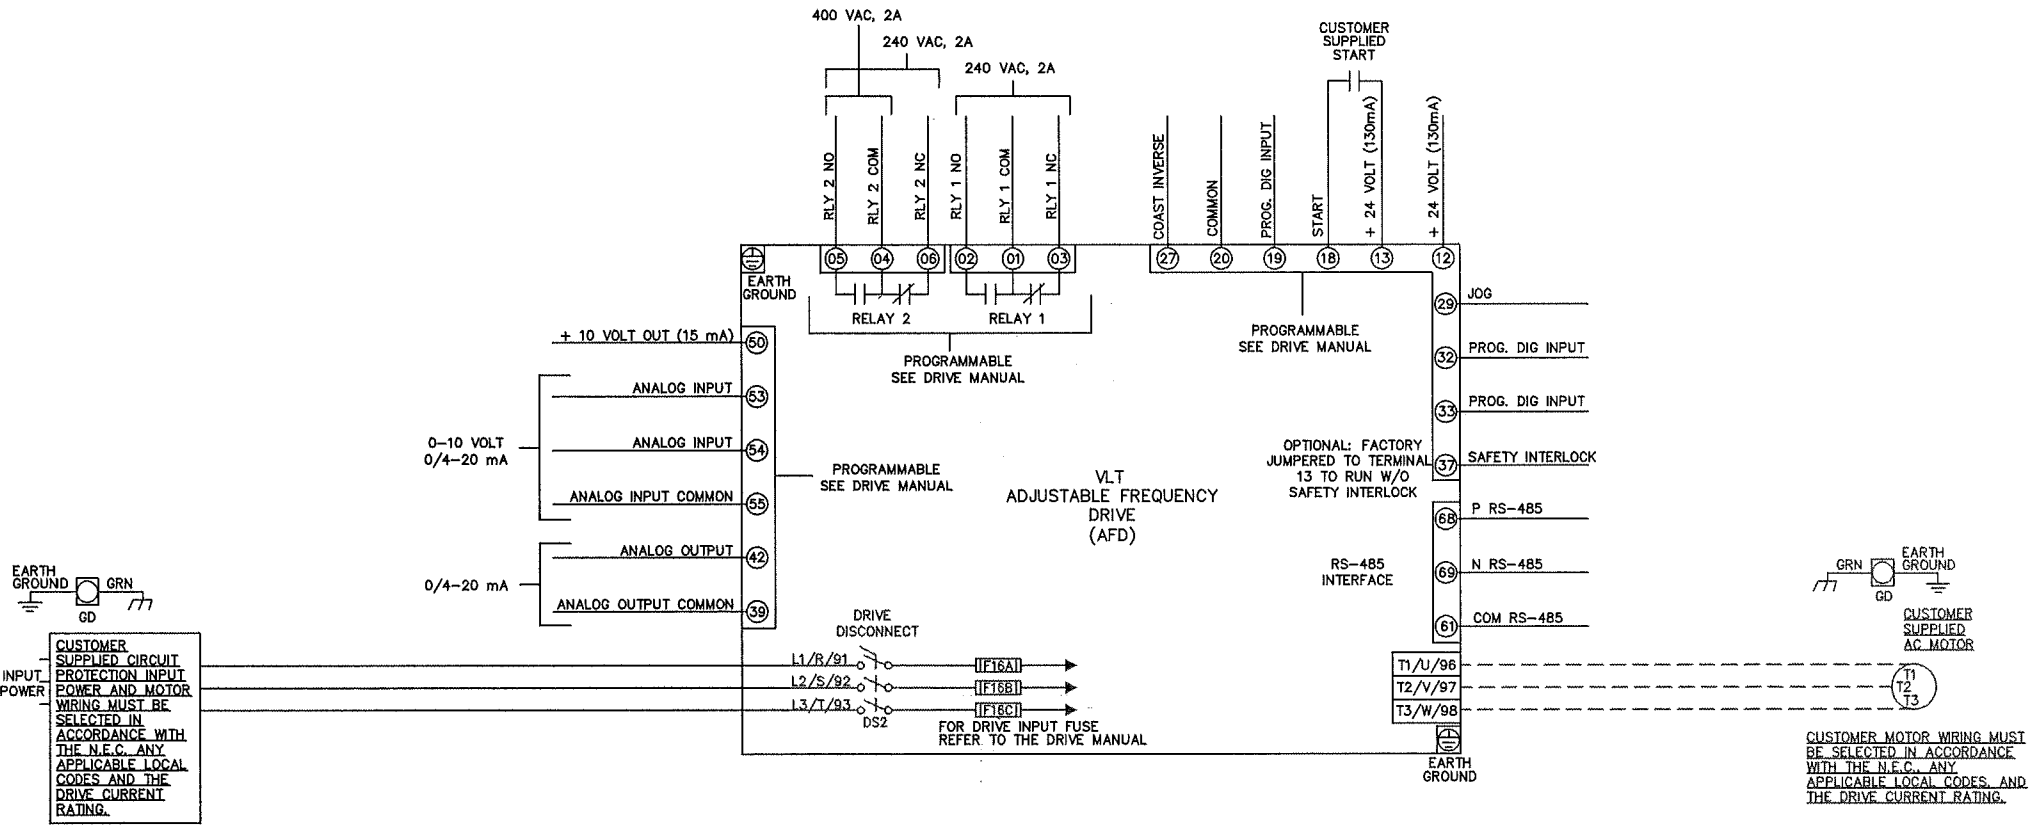 400 VAC, 2A
240 VAC, 2A
240 VAC, 2A
CUSTOMER
SUPPLIED
START
RLY 2 NO
RLY 2 COM
RLY 2 NC
RLY 1 NO
RLY 1 COM
RLY 1 NC
COAST INVERSE
COMMON
PROG. DIG INPUT
START
+ 24 VOLT (130mA)
+ 24 VOLT (130mA)
05 04 06 02 01 03 27 20 19 18 13 12
EARTH
GROUND
RELAY 2
RELAY 1
PROGRAMMABLE
SEE DRIVE MANUAL
PROGRAMMABLE
SEE DRIVE MANUAL
29 JOG
32 PROG. DIG INPUT
33 PROG. DIG INPUT
37 SAFETY INTERLOCK
OPTIONAL: FACTORY
JUMPERED TO TERMINAL
13 TO RUN W/O
SAFETY INTERLOCK
68 P RS-485
69 N RS-485
61 COM RS-485
RS-485
INTERFACE
+ 10 VOLT OUT (15 mA) 50
ANALOG INPUT 53
ANALOG INPUT 54
ANALOG INPUT COMMON 55
0-10 VOLT
0/4-20 mA
ANALOG OUTPUT 42
ANALOG OUTPUT COMMON 39
0/4-20 mA
PROGRAMMABLE
SEE DRIVE MANUAL
VLT
ADJUSTABLE FREQUENCY
DRIVE
(AFD)
EARTH
GROUND
GRN
GD
INPUT
POWER
CUSTOMER
SUPPLIED CIRCUIT
PROTECTION INPUT
POWER AND MOTOR
WIRING MUST BE
SELECTED IN
ACCORDANCE WITH
THE N.E.C. ANY
APPLICABLE LOCAL
CODES AND THE
DRIVE CURRENT
RATING.
DRIVE
DISCONNECT
L1/R/91
L2/S/92
L3/T/93
DS2
F16A
F16B
F16C
FOR DRIVE INPUT FUSE
REFER TO THE DRIVE MANUAL
T1/U/96
T2/V/97
T3/W/98
EARTH
GROUND
GRN
EARTH
GROUND
GD
CUSTOMER
SUPPLIED
AC MOTOR
T1
T2
T3
CUSTOMER MOTOR WIRING MUST
BE SELECTED IN ACCORDANCE
WITH THE N.E.C., ANY
APPLICABLE LOCAL CODES, AND
THE DRIVE CURRENT RATING.